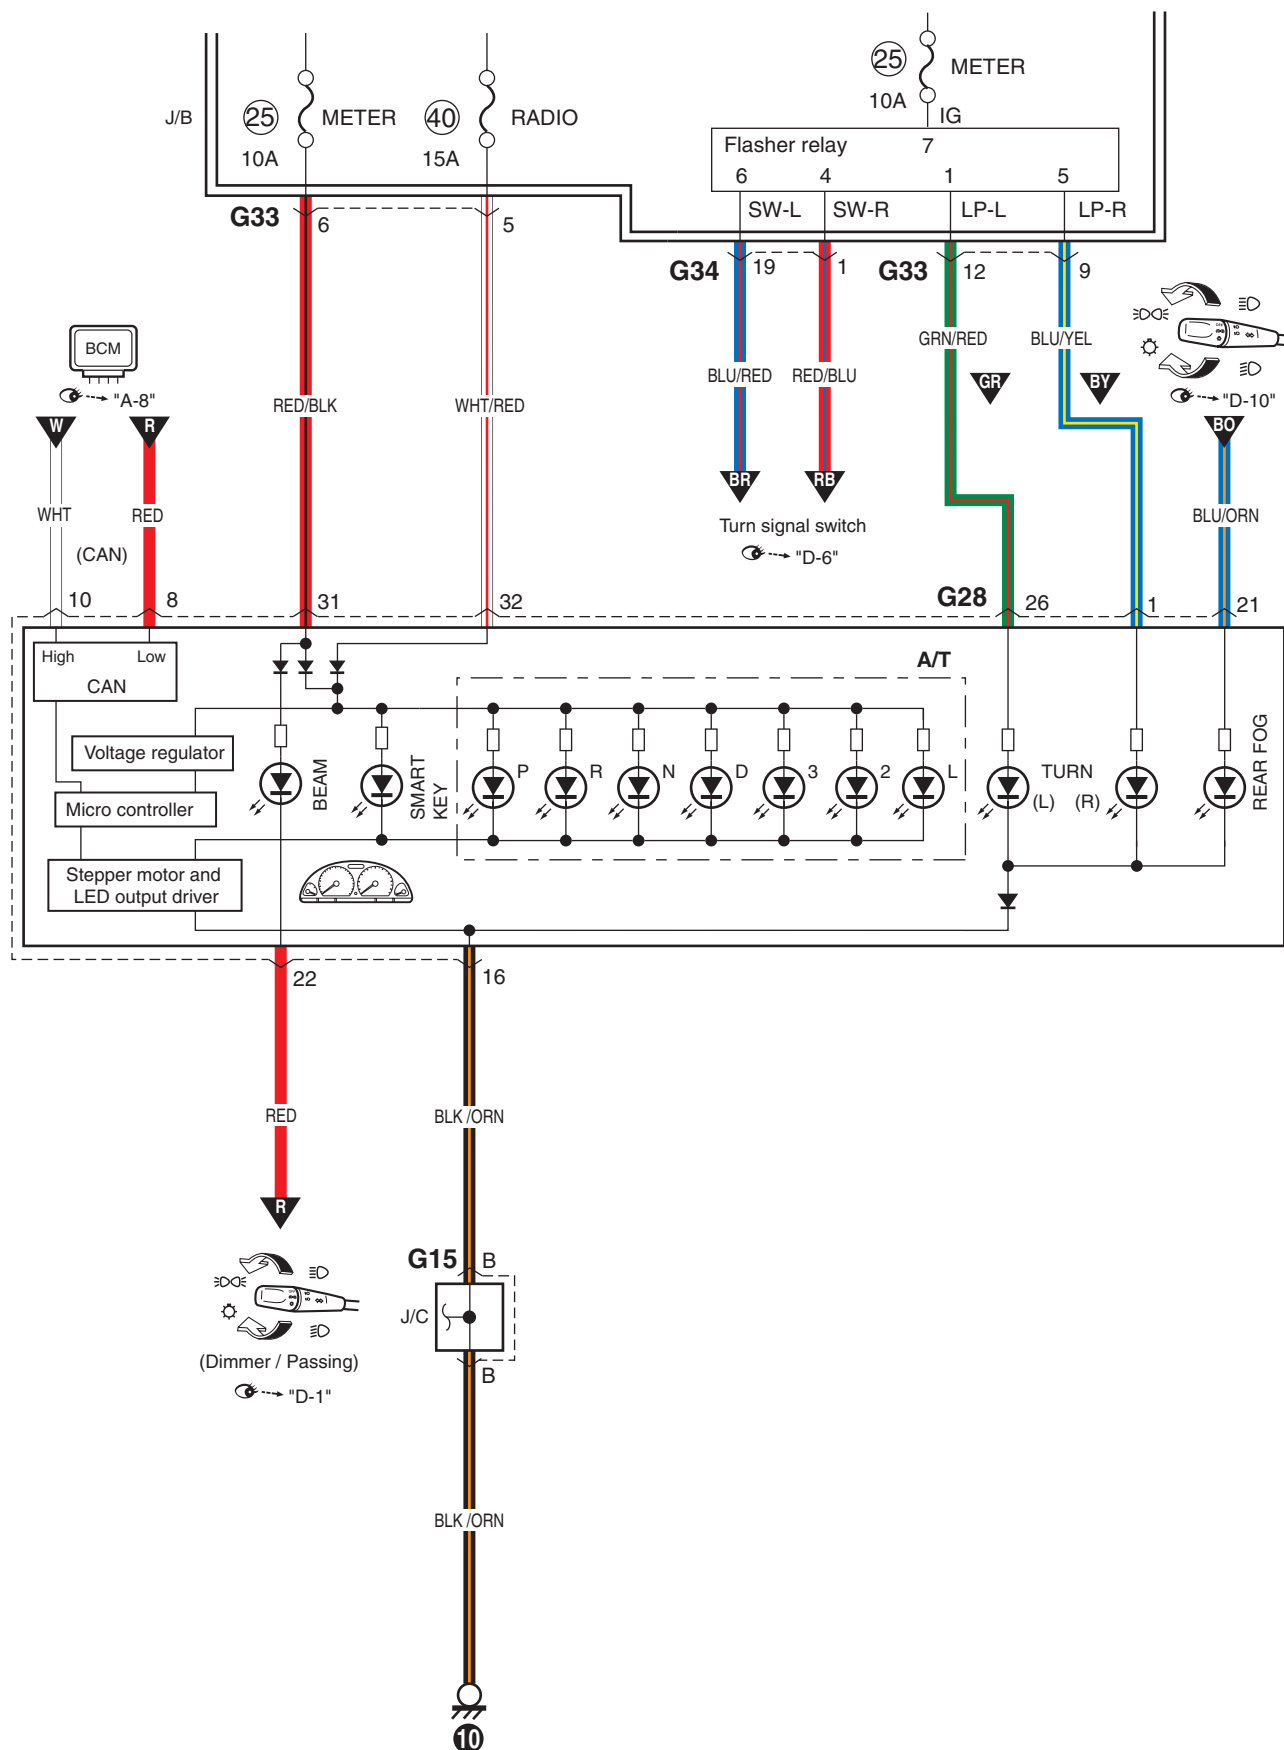 J/B
25
10A
METER
40
15A
RADIO
25
10A
METER
IG
Flasher relay
7
6
4
1
5
SW-L
SW-R
LP-L
LP-R
G33
6
5
G34
19
1
G33
12
9
BCM
"A-8"
W
R
RED/BLK
WHT/RED
BLU/RED
RED/BLU
GRN/RED
BLU/YEL
GR
BY
"D-10"
BO
BR
RB
Turn signal switch
"D-6"
WHT
RED
(CAN)
BLU/ORN
10
8
31
32
G28
26
1
21
High
Low
CAN
A/T
Voltage regulator
Micro controller
Stepper motor and
LED output driver
BEAM
SMART
KEY
P
R
N
D
3
2
L
TURN
(L)
(R)
REAR FOG
22
16
RED
BLK/ORN
R
(Dimmer / Passing)
"D-1"
G15
B
J/C
B
BLK/ORN
10